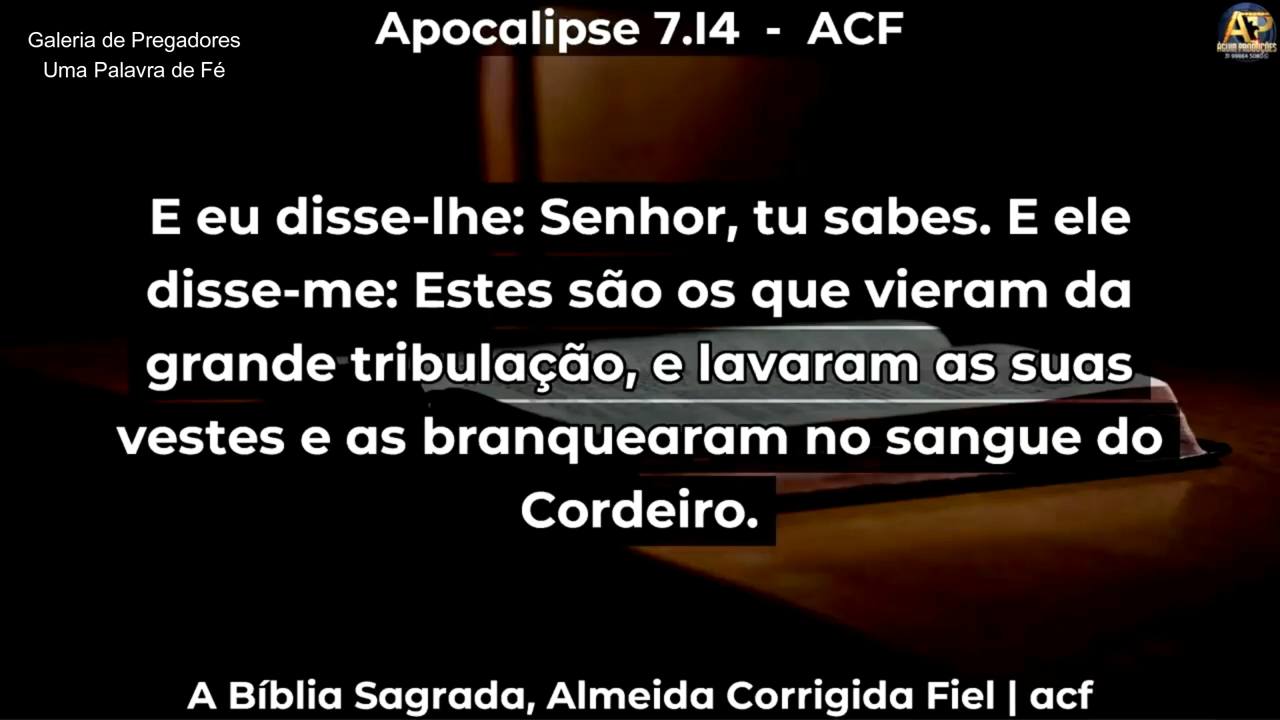 Apocalipse 7.14 - ACF
Galeria de Pregadores
Uma Palavra de Fé
E eu disse-lhe: Senhor, tu sabes. E ele
disse-me: Estes são os que vieram da
grande tribulação, e lavaram as suas
vestes e as branquearam no sangue do
Cordeiro.
A Bíblia Sagrada, Almeida Corrigida Fiel | acf